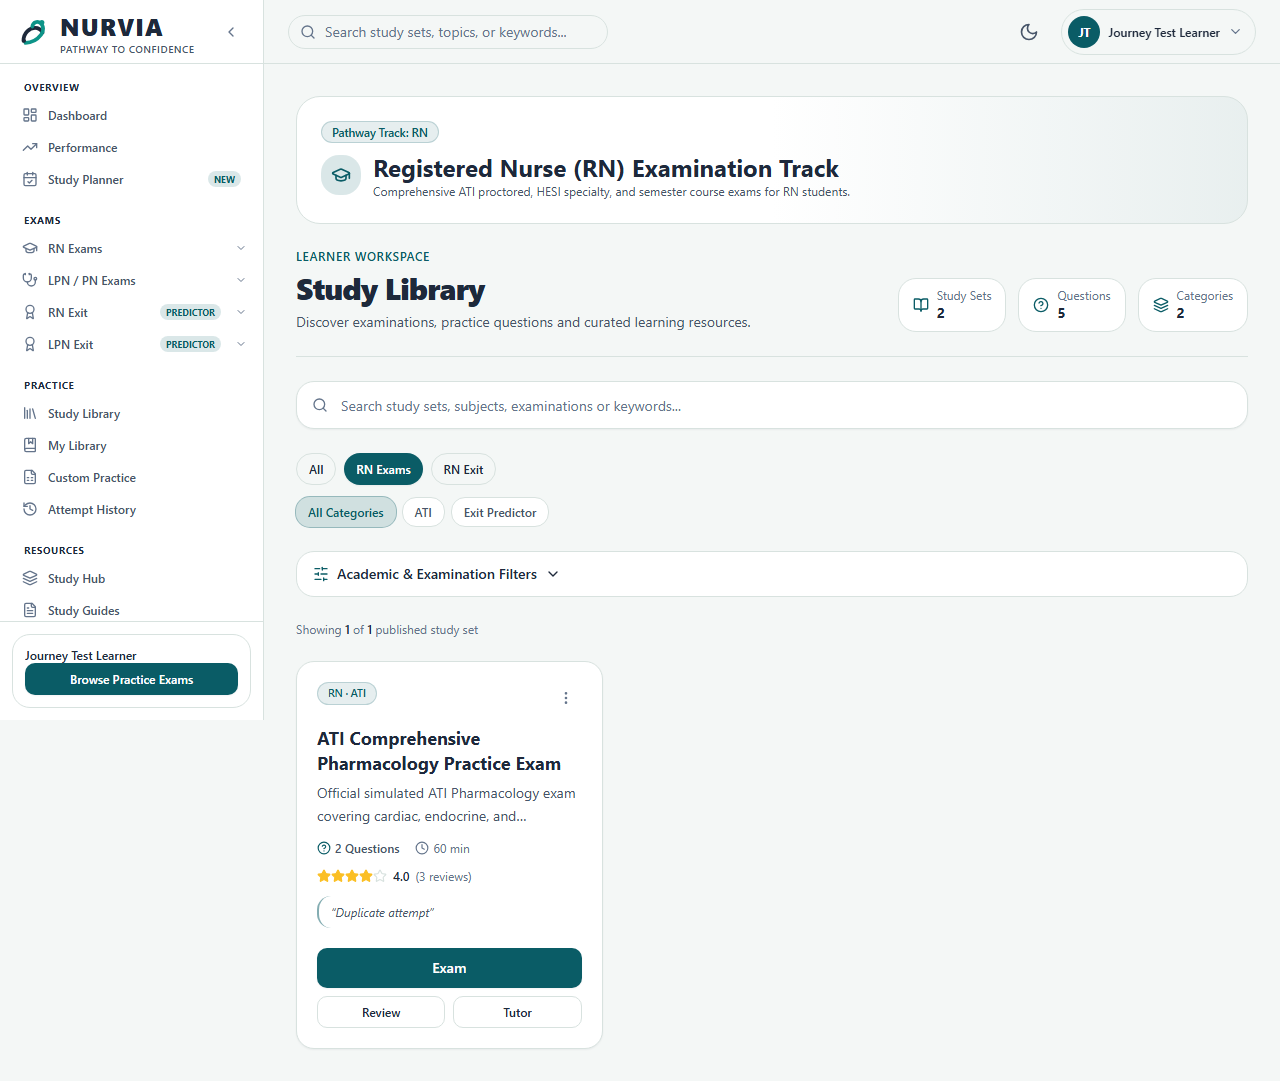 NURVIA
PATHWAY TO CONFIDENCE
Search study sets, topics, or keywords...
JT
Journey Test Learner
OVERVIEW
Dashboard
Performance
Study Planner
NEW
EXAMS
RN Exams
LPN / PN Exams
RN Exit
PREDICTOR
LPN Exit
PREDICTOR
PRACTICE
Study Library
My Library
Custom Practice
Attempt History
RESOURCES
Study Hub
Study Guides
Journey Test Learner
Browse Practice Exams
Pathway Track: RN
Registered Nurse (RN) Examination Track
Comprehensive ATI proctored, HESI specialty, and semester course exams for RN students.
LEARNER WORKSPACE
Study Library
Discover examinations, practice questions and curated learning resources.
Study Sets
2
Questions
5
Categories
2
Search study sets, subjects, examinations or keywords...
All
RN Exams
RN Exit
All Categories
ATI
Exit Predictor
Academic & Examination Filters
Showing 1 of 1 published study set
RN · ATI
ATI Comprehensive
Pharmacology Practice Exam
Official simulated ATI Pharmacology exam
covering cardiac, endocrine, and...
2 Questions
60 min
4.0 (3 reviews)
“Duplicate attempt”
Exam
Review
Tutor